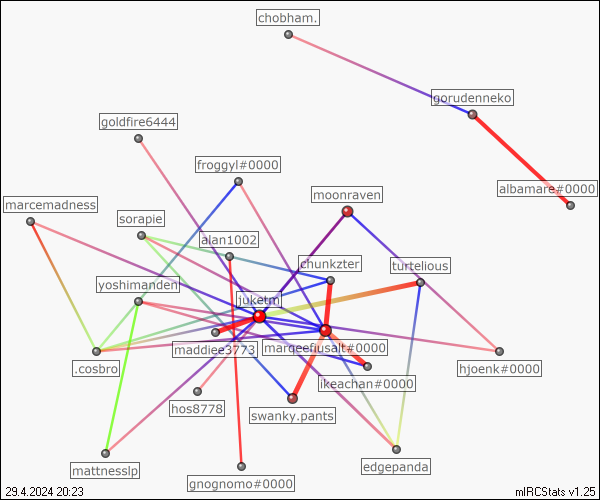 chobham.
gorudenneko
goldfire6444
froggyl#0000
albamare#0000
moonraven
marcemadness
sorapie
alan1002
chunkzter
turtelious
yoshimanden
juketm
maddiee3773
marqeefusalt#0000
.cosbro
hjoenk#0000
ikeachan#0000
hos8778
swanky.pants
mattnesslp
edgepanda
gnognomo#0000
29.4.2024 20:23
mIRCStats v1.25